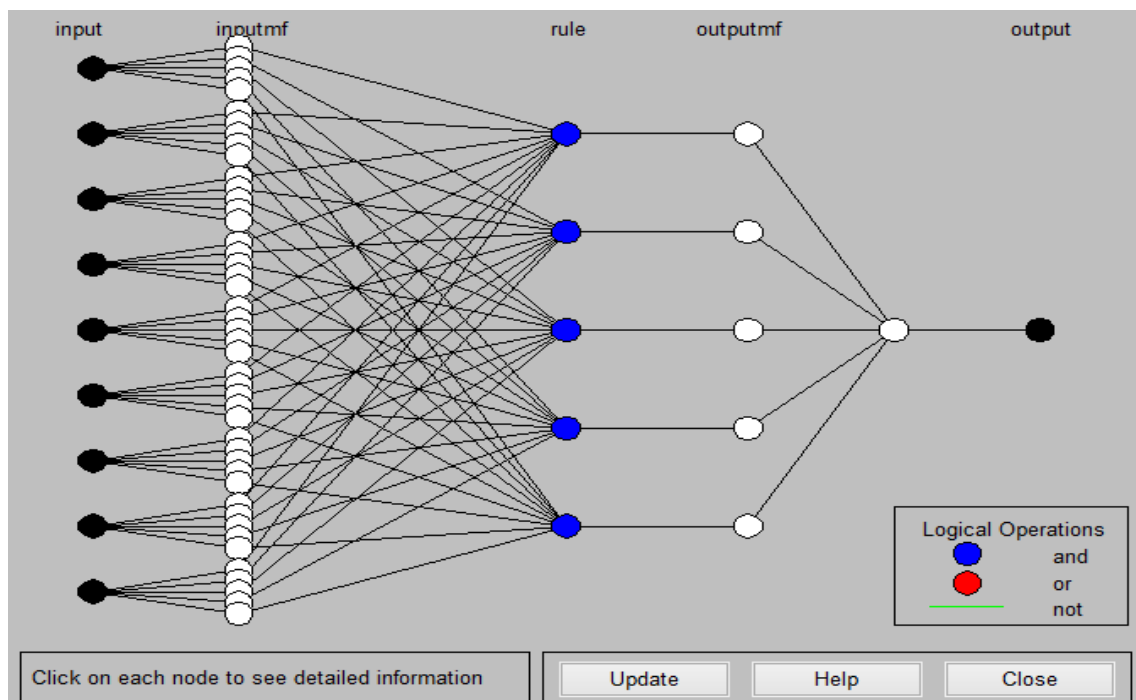 input inputmf rule outputmf output
Logical Operations
and
or
not
Click on each node to see detailed information
Update Help Close